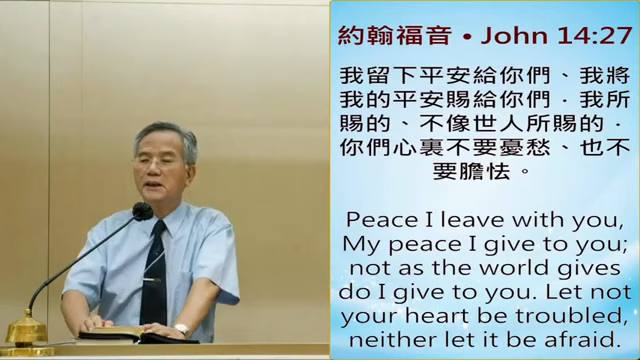 約翰福音 • John 14:27
我留下平安給你們、我將
我的平安賜給你們．我所
賜的、不像世人所賜的．
你們心裏不要憂愁、也不
要膽怯。
Peace I leave with you,
My peace I give to you;
not as the world gives
do I give to you. Let not
your heart be troubled,
neither let it be afraid.